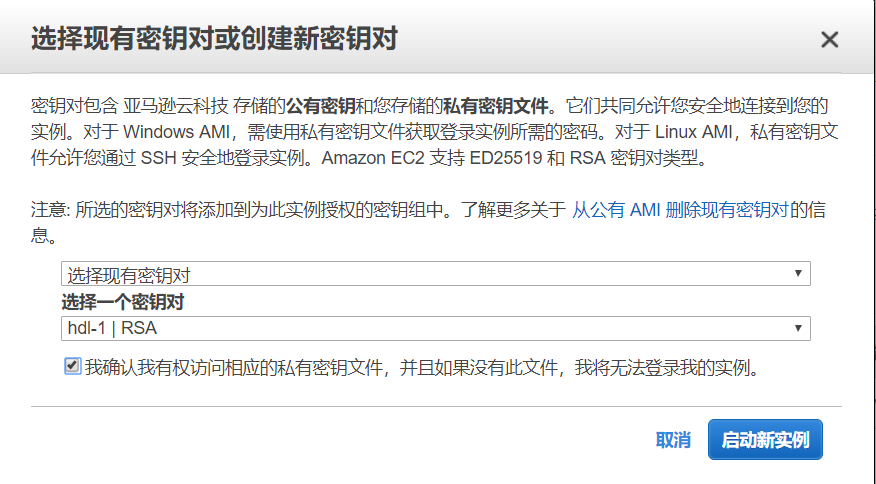 选择现有密钥对或创建新密钥对
密钥对包含 亚马逊云科技 存储的公有密钥和您存储的私有密钥文件。它们共同允许您安全地连接到您的
实例。对于 Windows AMI，需使用私有密钥文件获取登录实例所需的密码。对于 Linux AMI，私有密钥文
件允许您通过 SSH 安全地登录实例。Amazon EC2 支持 ED25519 和 RSA 密钥对类型。
注意: 所选的密钥对将添加到为此实例授权的密钥组中。了解更多关于 从公有 AMI 删除现有密钥对的信
息。
选择现有密钥对
选择一个密钥对
hdl-1 | RSA
我确认我有权访问相应的私有密钥文件，并且如果没有此文件，我将无法登录我的实例。
取消 启动新实例